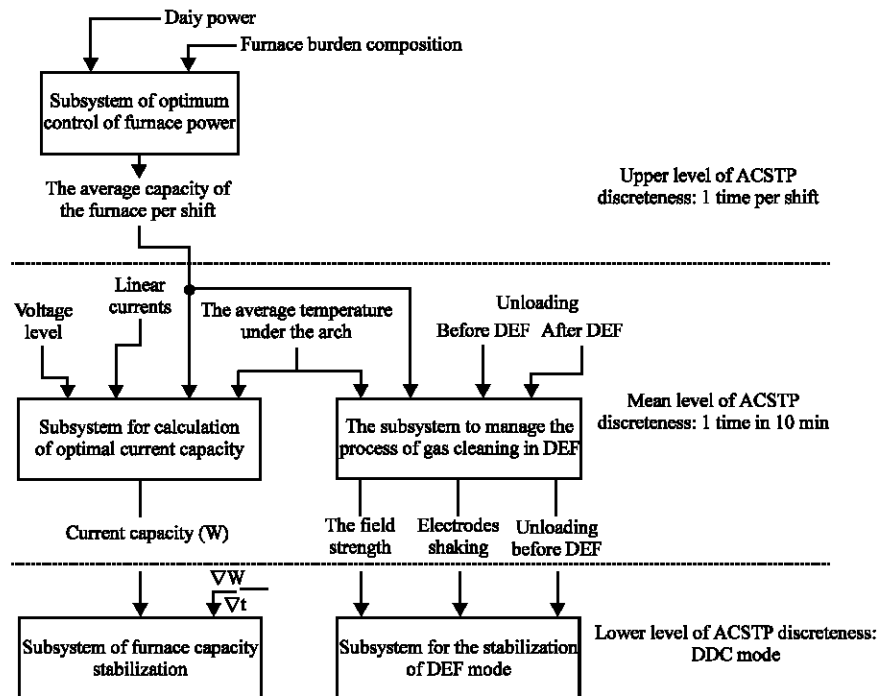 Daiy power
Furnace burden composition
Subsystem of optimum
control of furnace power
The average capacity of
the furnace per shift
Upper level of ACSTP
discreteness: 1 time per shift
Voltage
level
Linear
currents
The average temperature
under the arch
Unloading
Before DEF After DEF
Subsystem for calculation
of optimal current capacity
The subsystem to manage the
process of gas cleaning in DEF
Mean level of ACSTP
discreteness: 1 time in 10 min
Current capacity (W)
The field
strength
Electrodes
shaking
Unloading
before DEF
∇W
∇t
Subsystem of furnace capacity
stabilization
Subsystem for the stabilization
of DEF mode
Lower level of ACSTP discreteness:
DDC mode